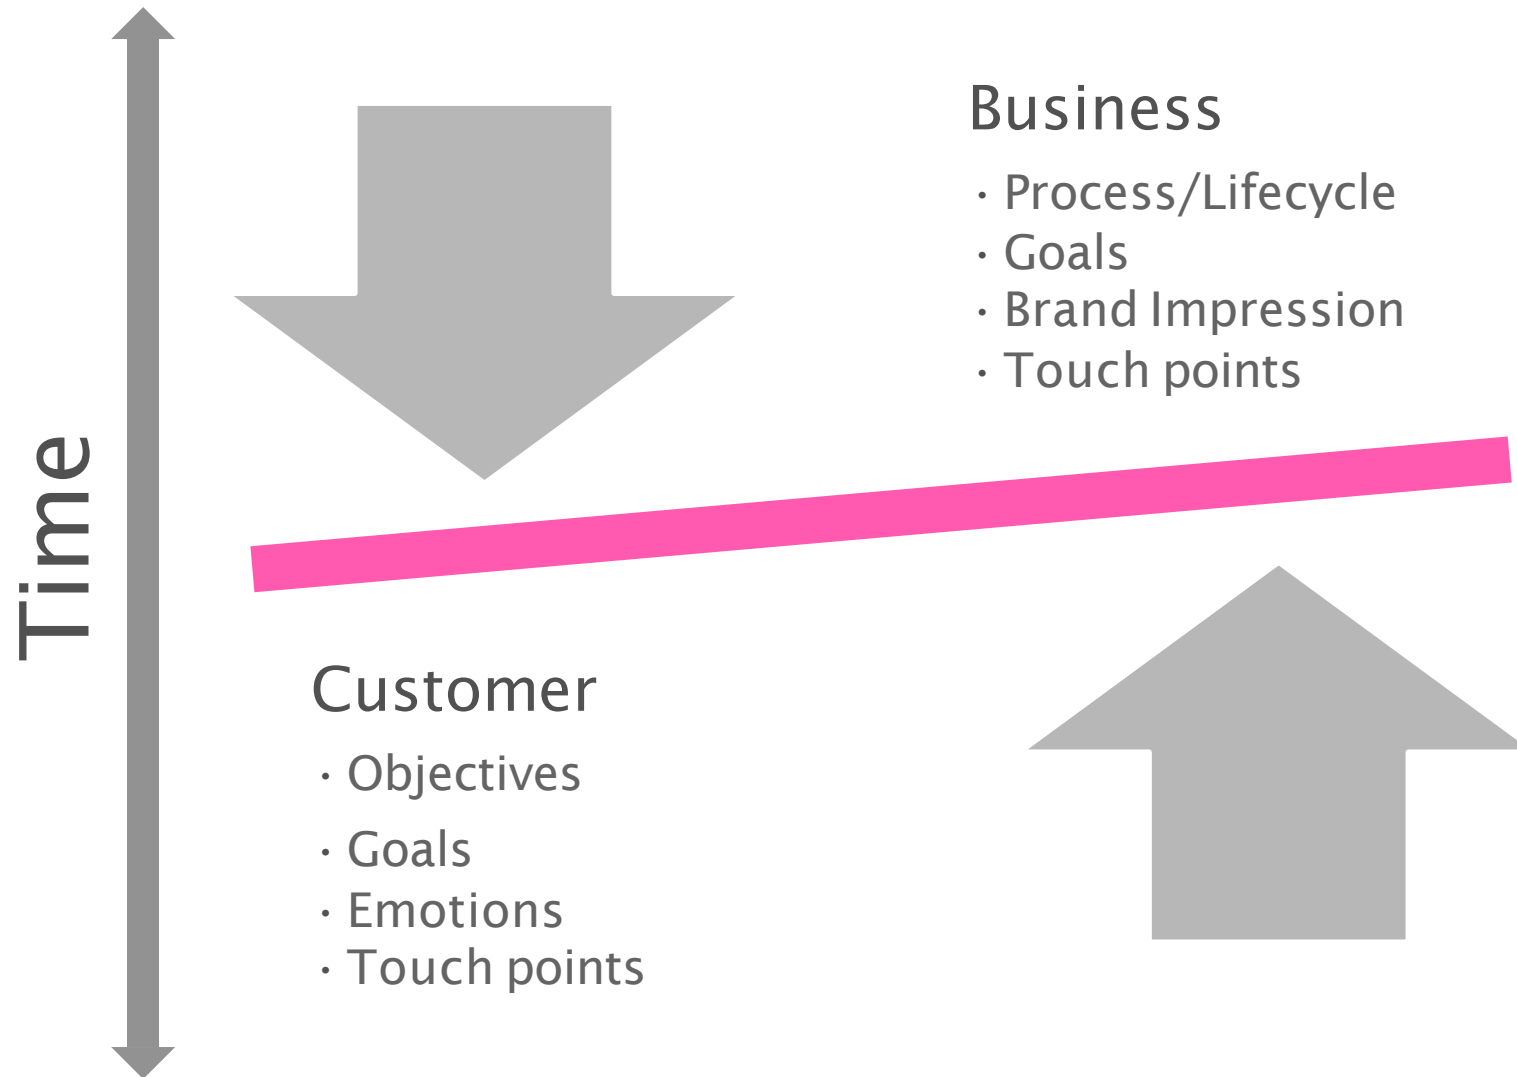 Time
Business
· Process/Lifecycle
· Goals
· Brand Impression
· Touch points
Customer
· Objectives
· Goals
· Emotions
· Touch points